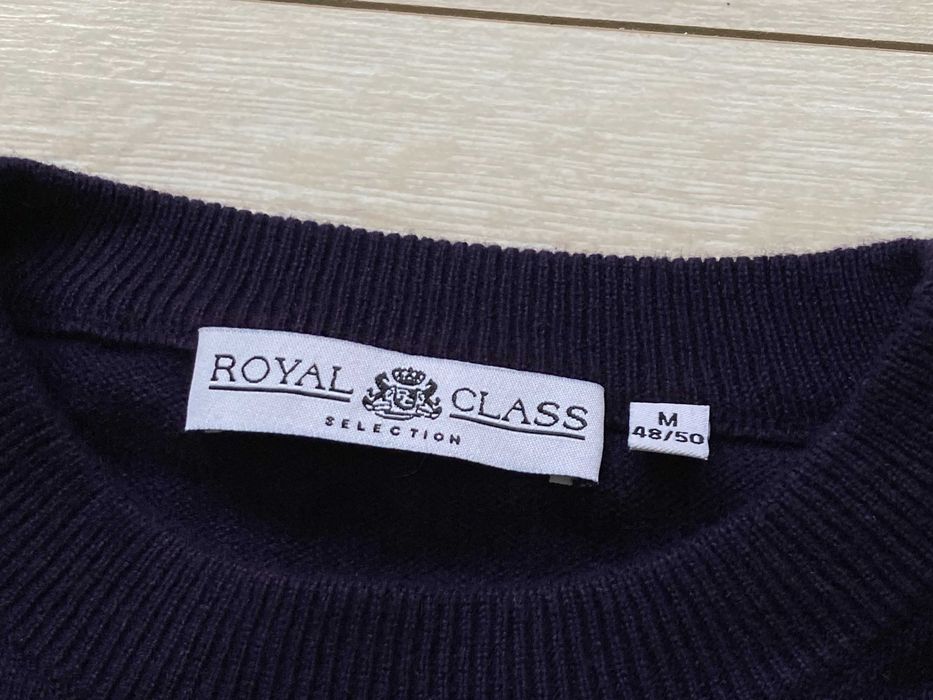 ROYAL CLASS
SELECTION
M
48/50